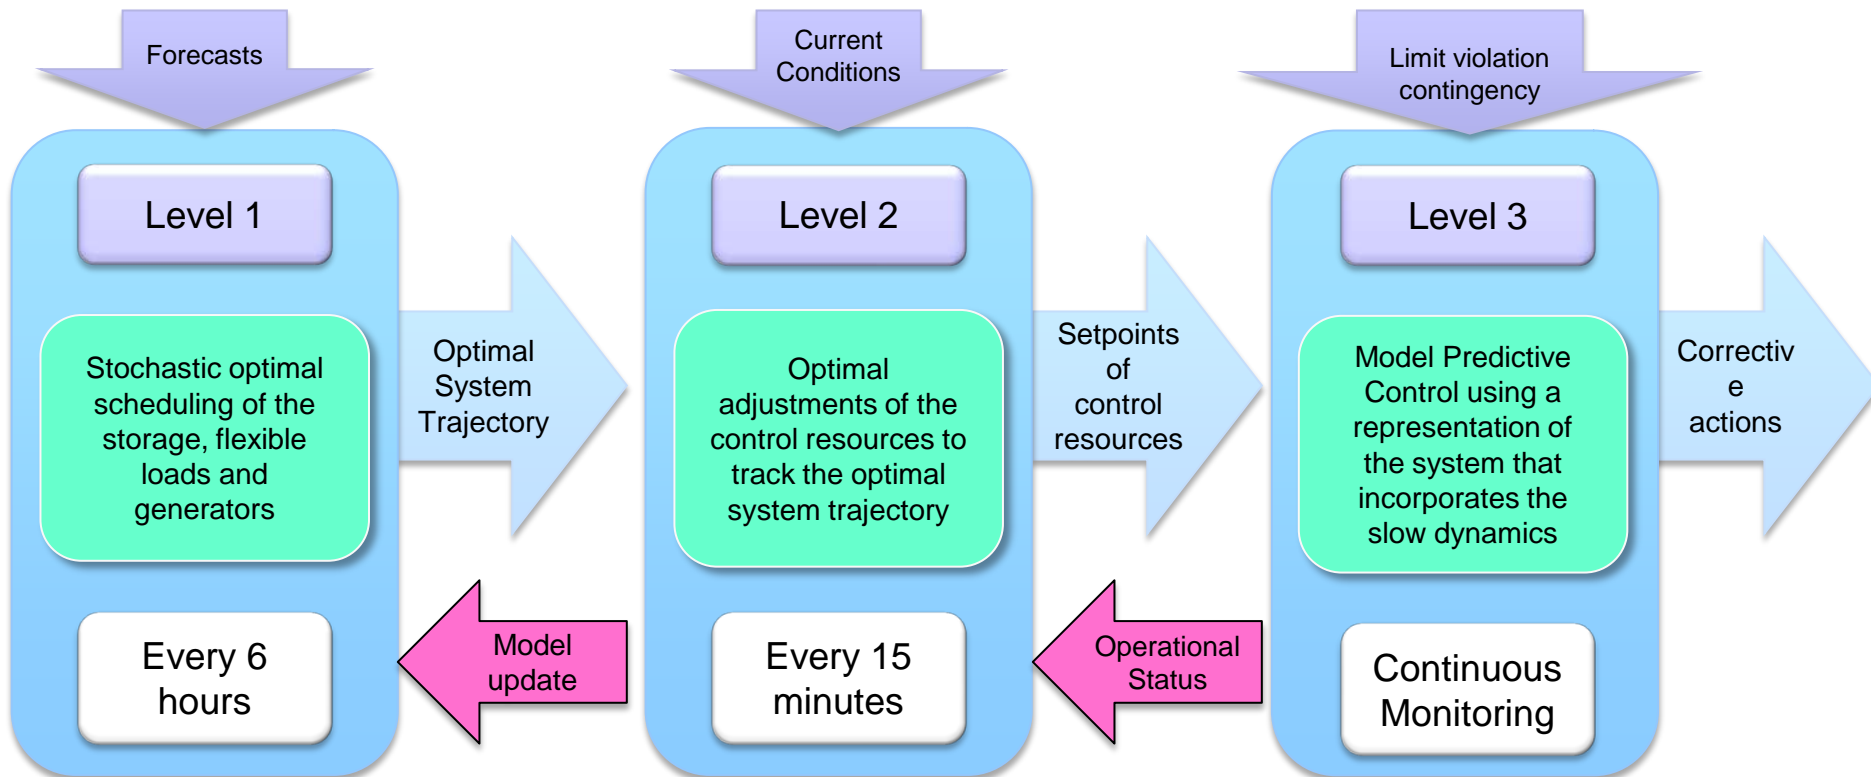 Forecasts
Current
Conditions
Limit violation
contingency
Level 1
Level 2
Level 3
Stochastic optimal
scheduling of the
storage, flexible
loads and
generators
Optimal
System
Trajectory
Optimal
adjustments of the
control resources to
track the optimal
system trajectory
Setpoints
of
control
resources
Model Predictive
Control using a
representation of
the system that
incorporates the
slow dynamics
Correctiv
e
actions
Every 6
hours
Model
update
Every 15
minutes
Operational
Status
Continuous
Monitoring